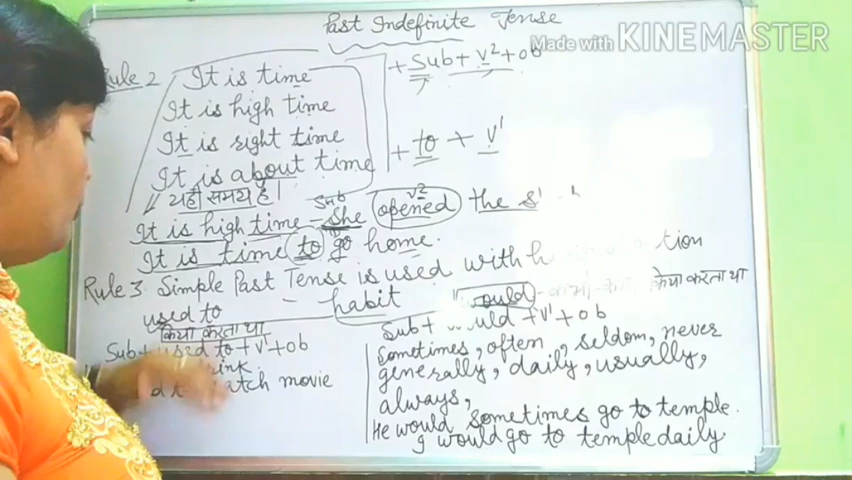 Past Indefinite Tense
Made with KINEMASTER
Rule 2 It is time + Sub + V² + ob
It is high time
It is right time + to + V¹
It is about time
यही समय है।
Sub V²
It is high time - she opened the
It is time to go home.
Rule 3. Simple Past Tense is used with
used to - habit would किया करता था
किया करता था
Sub + used to + V¹ + ob
watch movie
Sub + would + V¹ + ob
Sometimes, often, seldom, never
generally, daily, usually,
always,
He would sometimes go to temple.
I would go to temple daily.